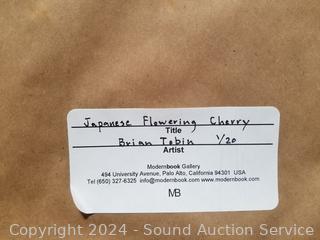 Japanese Flowering Cherry
Title
Brian Tobin 1/20
Artist
Modernbook Gallery
494 University Avenue, Palo Alto, California 94301 USA
Tel (650) 327-6325 info@modernbook.com www.modernbook.com
MB
Copyright 2024 - Sound Auction Service